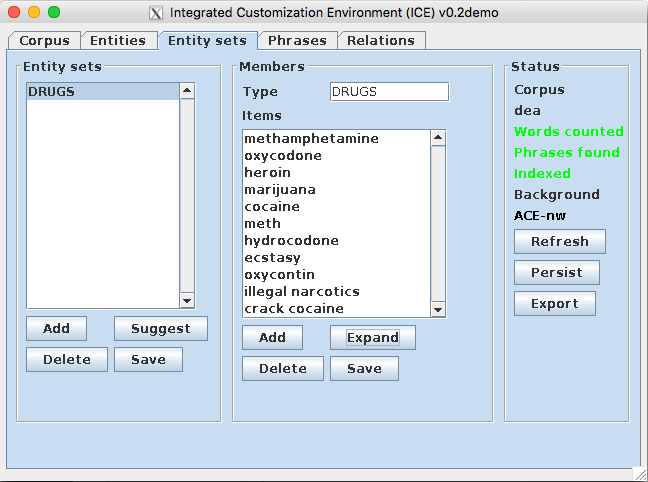 Integrated Customization Environment (ICE) v0.2demo
Corpus Entities Entity sets Phrases Relations
Entity sets
DRUGS
Add Suggest
Delete Save
Members
Type DRUGS
Items
methamphetamine
oxycodone
heroin
marijuana
cocaine
meth
hydrocodone
ecstasy
oxycontin
illegal narcotics
crack cocaine
Add Expand
Delete Save
Status
Corpus
dea
Words counted
Phrases found
Indexed
Background
ACE-nw
Refresh
Persist
Export